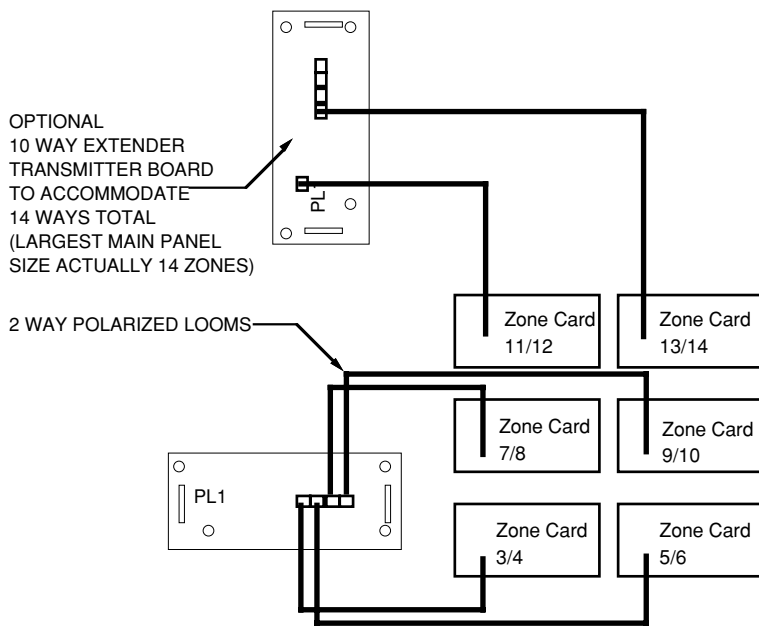 OPTIONAL
10 WAY EXTENDER
TRANSMITTER BOARD
TO ACCOMMODATE
14 WAYS TOTAL
(LARGEST MAIN PANEL
SIZE ACTUALLY 14 ZONES)
PL
2 WAY POLARIZED LOOMS
Zone Card
11/12
Zone Card
13/14
Zone Card
7/8
Zone Card
9/10
PL1
Zone Card
3/4
Zone Card
5/6